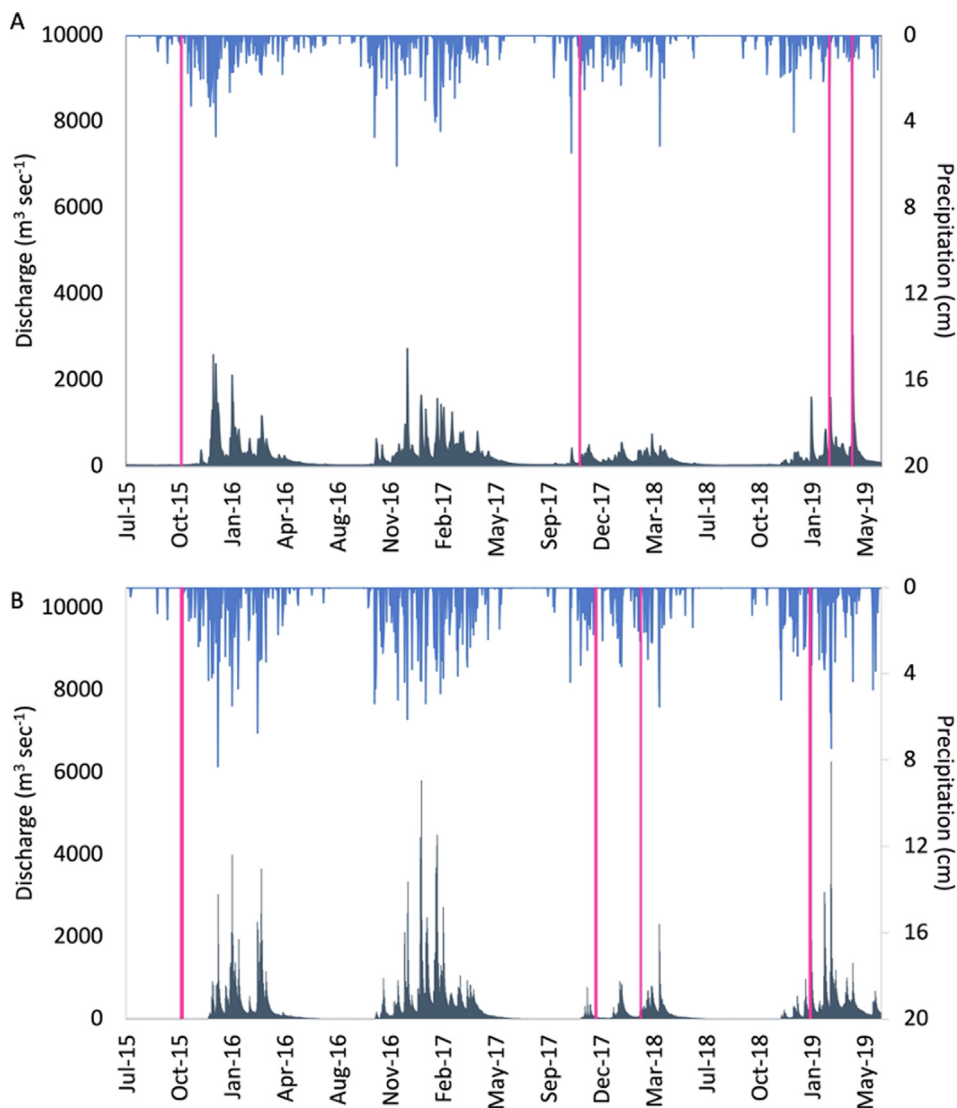 A
10000
8000
6000
4000
2000
0
Discharge (m³ sec⁻¹)
0
4
8
12
16
20
Precipitation (cm)
Jul-15
Oct-15
Jan-16
Apr-16
Aug-16
Nov-16
Feb-17
May-17
Sep-17
Dec-17
Mar-18
Jul-18
Oct-18
Jan-19
May-19
B
10000
8000
6000
4000
2000
0
Discharge (m³ sec⁻¹)
0
4
8
12
16
20
Precipitation (cm)
Jul-15
Oct-15
Jan-16
Apr-16
Aug-16
Nov-16
Feb-17
May-17
Sep-17
Dec-17
Mar-18
Jul-18
Oct-18
Jan-19
May-19